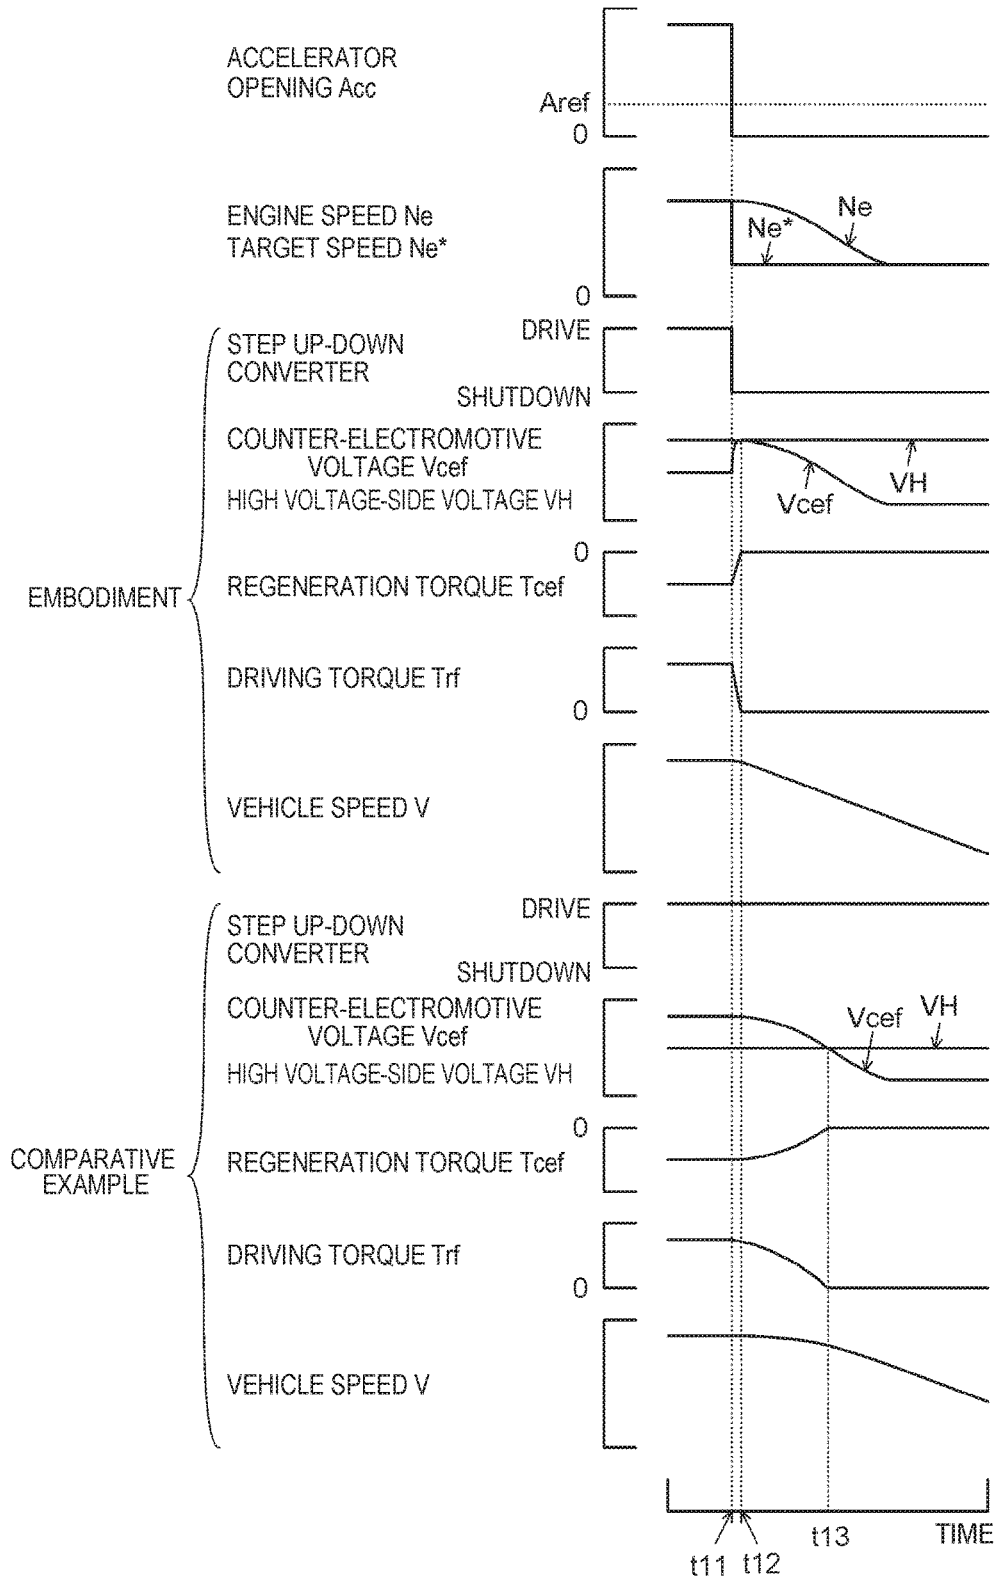 ACCELERATOR
OPENING Acc
Aref
0
ENGINE SPEED Ne
TARGET SPEED Ne*
Ne*
Ne
0
STEP UP-DOWN
CONVERTER
DRIVE
SHUTDOWN
COUNTER-ELECTROMOTIVE
VOLTAGE Vcef
HIGH VOLTAGE-SIDE VOLTAGE VH
Vcef
VH
EMBODIMENT
0
REGENERATION TORQUE Tcef
DRIVING TORQUE Trf
0
VEHICLE SPEED V
STEP UP-DOWN
CONVERTER
DRIVE
SHUTDOWN
COUNTER-ELECTROMOTIVE
VOLTAGE Vcef
HIGH VOLTAGE-SIDE VOLTAGE VH
Vcef
VH
COMPARATIVE
EXAMPLE
0
REGENERATION TORQUE Tcef
DRIVING TORQUE Trf
0
VEHICLE SPEED V
t11
t12
t13
TIME